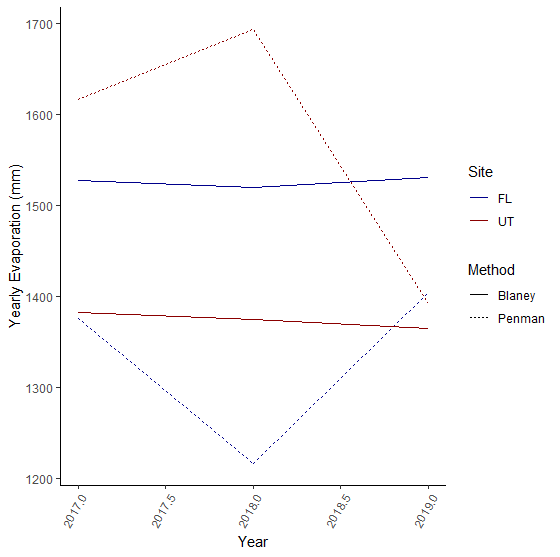 1700
1600
1500
1400
1300
1200
Yearly Evaporation (mm)
2017.0
2017.5
2018.0
2018.5
2019.0
Year
Site
FL
UT
Method
Blaney
Penman